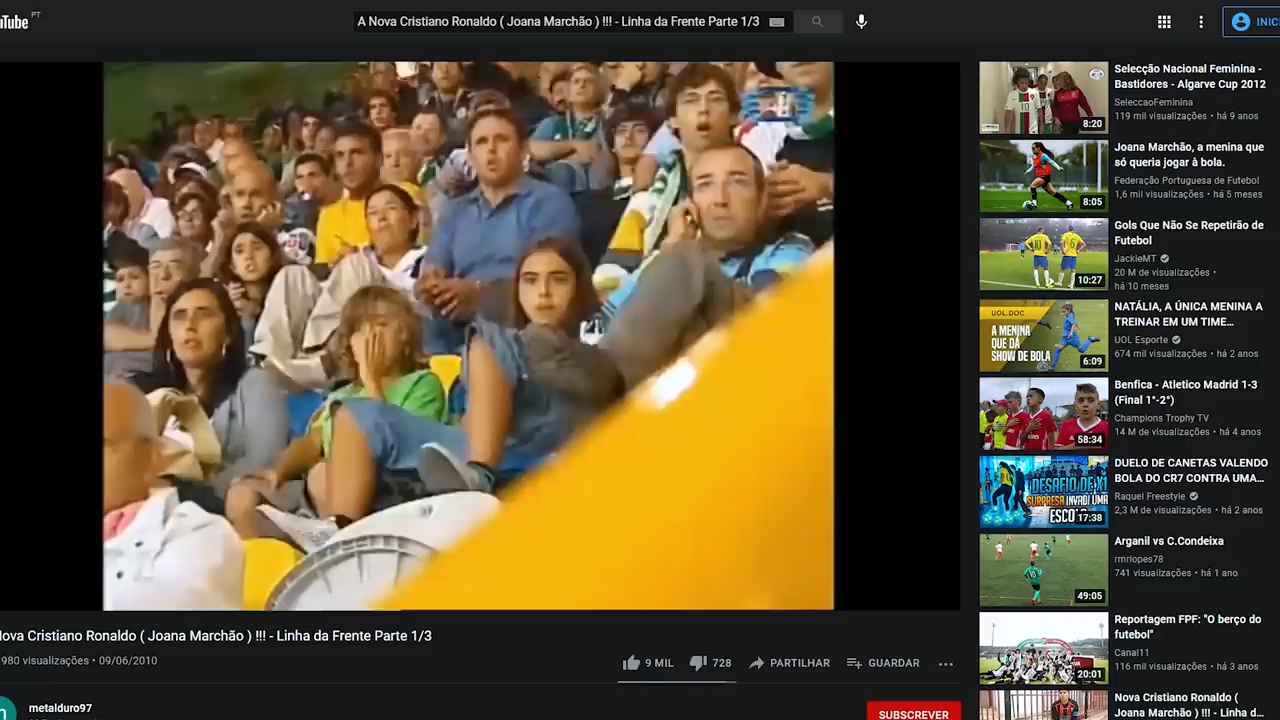 uTube PT
A Nova Cristiano Ronaldo ( Joana Marchão ) !!! - Linha da Frente Parte 1/3
INIC
Selecção Nacional Feminina -
Bastidores - Algarve Cup 2012
SeleccaoFeminina
119 mil visualizações • há 9 anos
8:20
Joana Marchão, a menina que
só queria jogar à bola.
Federação Portuguesa de Futebol
1,6 mil visualizações • há 5 meses
8:05
Gols Que Não Se Repetirão de
Futebol
JackieMT
20 M de visualizações •
há 10 meses
10:27
UOL.DOC
A MENINA
QUE DÁ
SHOW DE BOLA
6:09
NATÁLIA, A ÚNICA MENINA A
TREINAR EM UM TIME…
UOL Esporte
674 mil visualizações • há 2 anos
Benfica - Atletico Madrid 1-3
(Final 1°-2°)
Champions Trophy TV
14 M de visualizações • há 4 anos
58:34
DESAFIO DE X1
SURPRESA INVADI UMA
ESCO
17:38
DUELO DE CANETAS VALENDO
BOLA DO CR7 CONTRA UMA…
Raquel Freestyle
2,3 M de visualizações • há 2 anos
Arganil vs C.Condeixa
rmrlopes78
741 visualizações • há 1 ano
49:05
Reportagem FPF: "O berço do
futebol"
Canal11
116 mil visualizações • há 3 anos
20:01
Nova Cristiano Ronaldo (
Joana Marchão ) !!! - Linha d…
Nova Cristiano Ronaldo ( Joana Marchão ) !!! - Linha da Frente Parte 1/3
980 visualizações • 09/06/2010
9 MIL
728
PARTILHAR
GUARDAR
metalduro97
SUBSCREVER